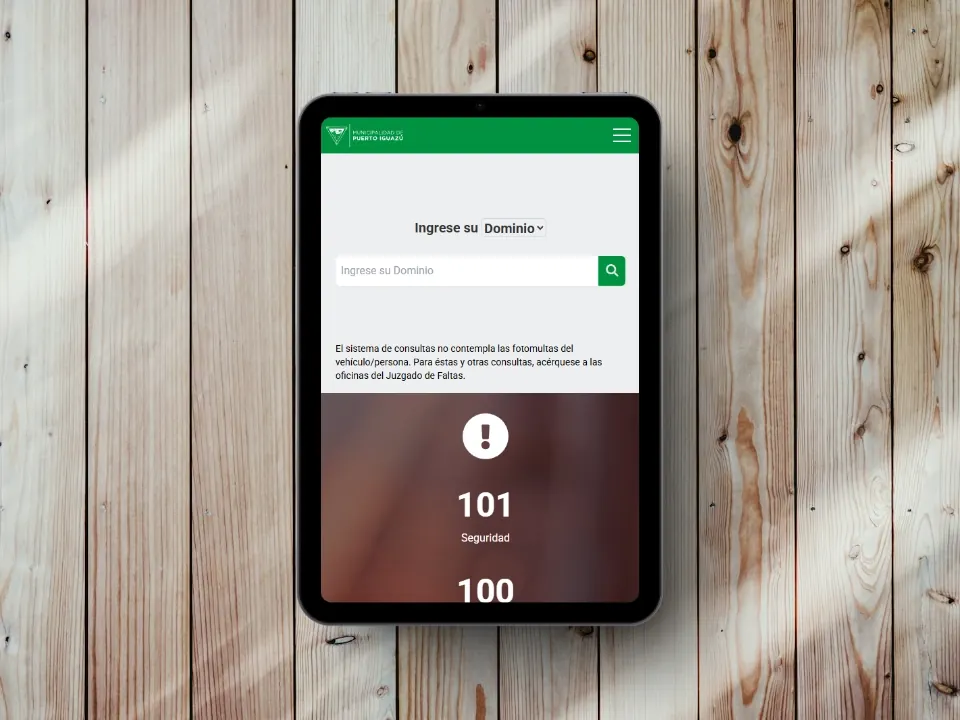 MUNICIPALIDAD DE
PUERTO IGUAZÚ
Ingrese su Dominio
Ingrese su Dominio
El sistema de consultas no contempla las fotomultas del
vehículo/persona. Para éstas y otras consultas, acérquese a las
oficinas del Juzgado de Faltas.
101
Seguridad
100